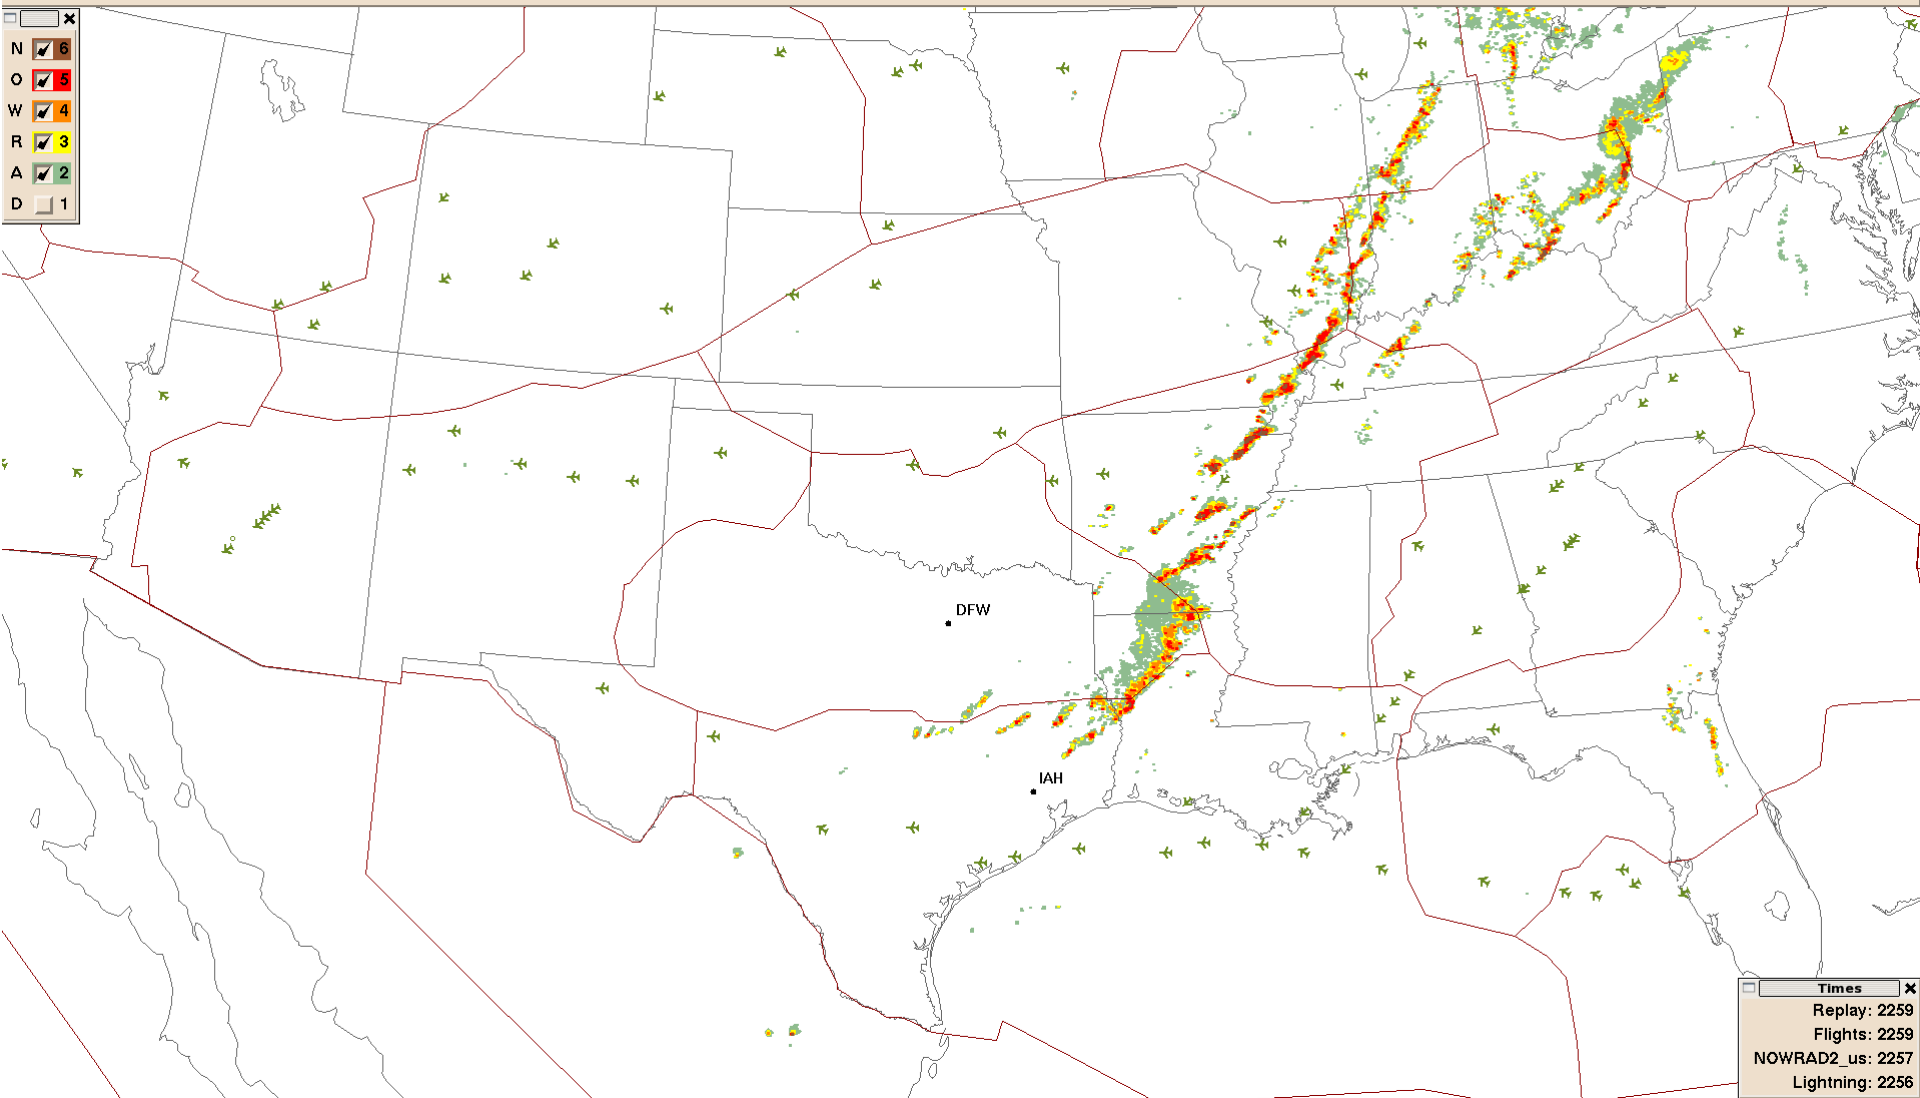 N 6
O 5
W 4
R 3
A 2
D 1
DFW
IAH
Times
Replay: 2259
Flights: 2259
NOWRAD2_us: 2257
Lightning: 2256